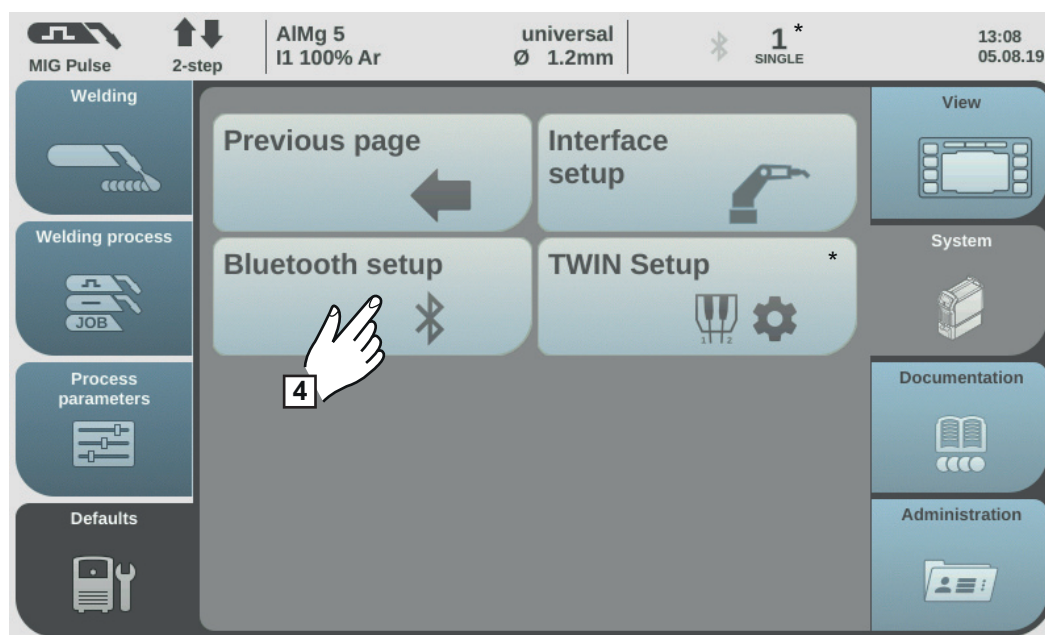 MIG Pulse
2-step
AlMg 5
I1 100% Ar
universal
Ø 1.2mm
1*
SINGLE
13:08
05.08.19
Welding
Welding process
JOB
Process
parameters
Defaults
Previous page
Interface
setup
Bluetooth setup
4
TWIN Setup *
1 2
View
System
Documentation
Administration